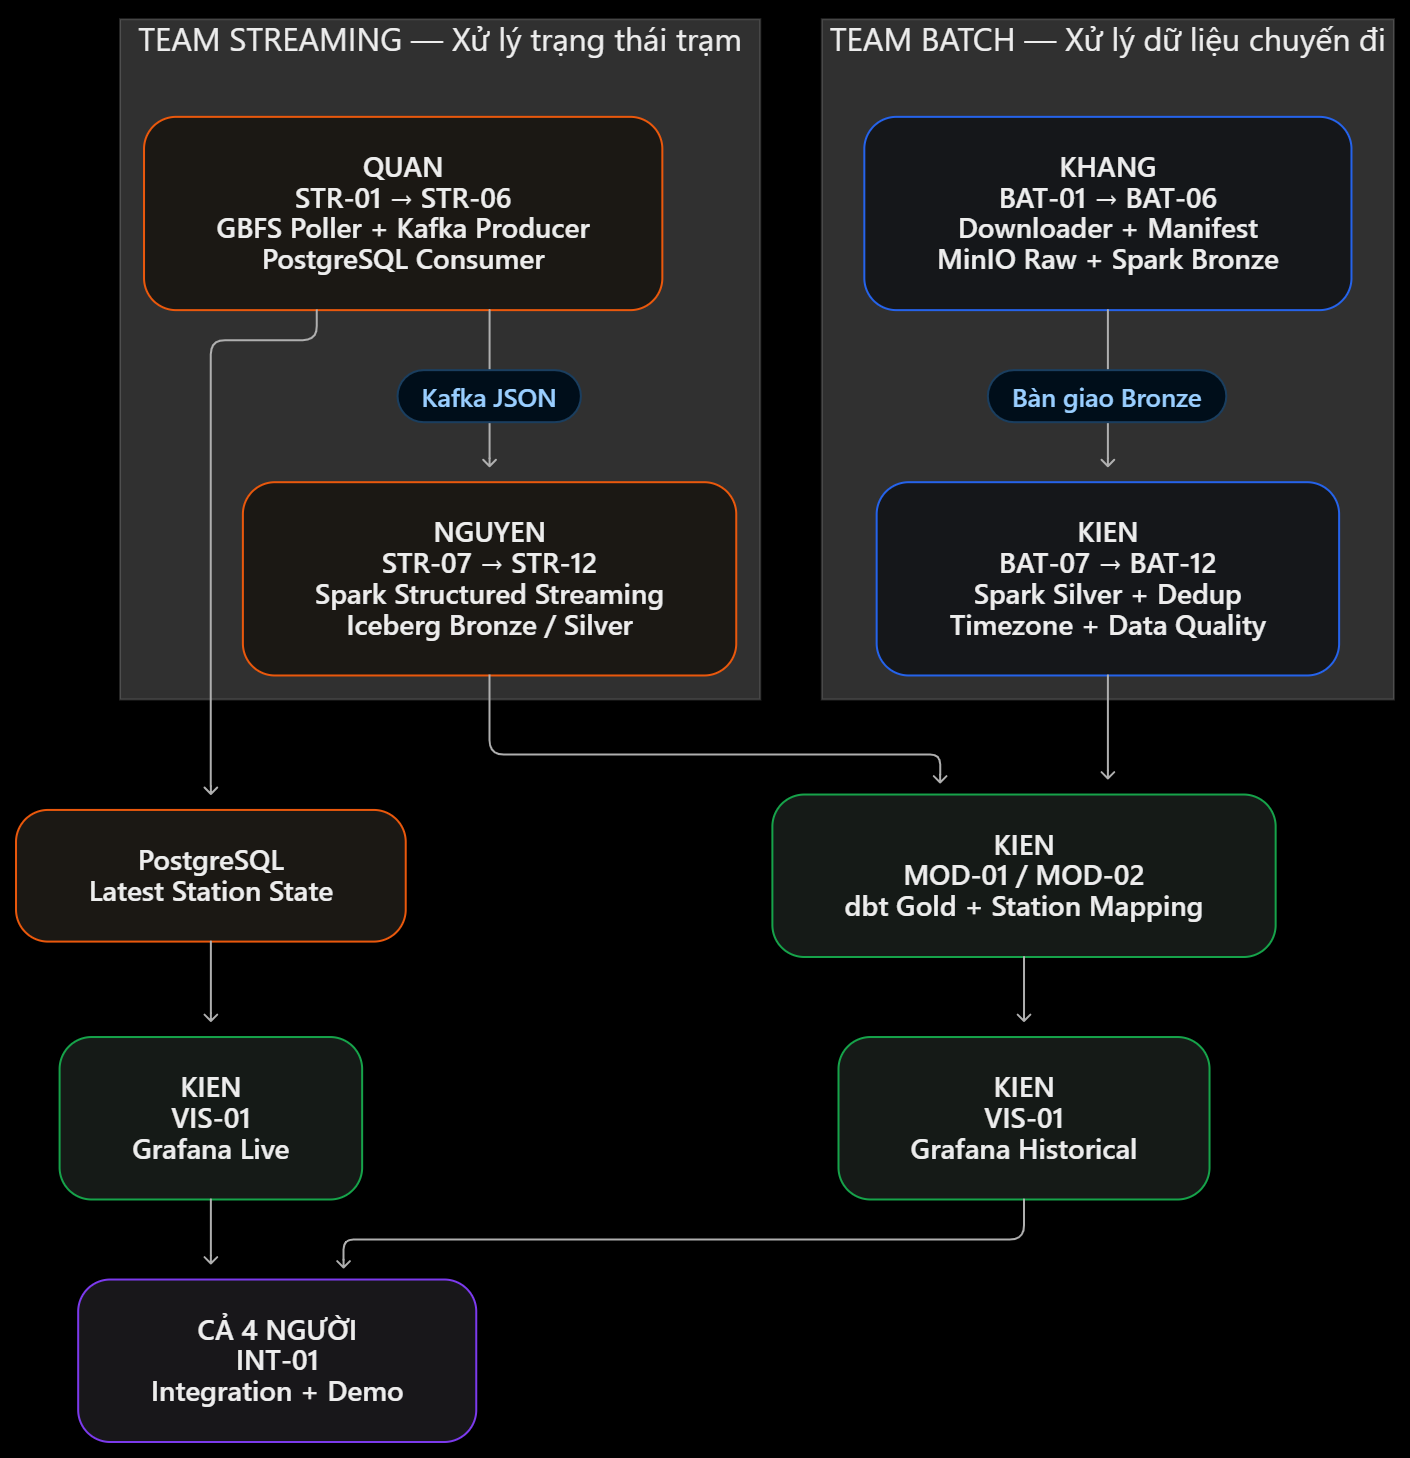 TEAM STREAMING — Xử lý trạng thái trạm
TEAM BATCH — Xử lý dữ liệu chuyến đi
QUAN
STR-01 → STR-06
GBFS Poller + Kafka Producer
PostgreSQL Consumer
KHANG
BAT-01 → BAT-06
Downloader + Manifest
MinIO Raw + Spark Bronze
Kafka JSON
Bàn giao Bronze
NGUYEN
STR-07 → STR-12
Spark Structured Streaming
Iceberg Bronze / Silver
KIEN
BAT-07 → BAT-12
Spark Silver + Dedup
Timezone + Data Quality
PostgreSQL
Latest Station State
KIEN
MOD-01 / MOD-02
dbt Gold + Station Mapping
KIEN
VIS-01
Grafana Live
KIEN
VIS-01
Grafana Historical
CẢ 4 NGƯỜI
INT-01
Integration + Demo